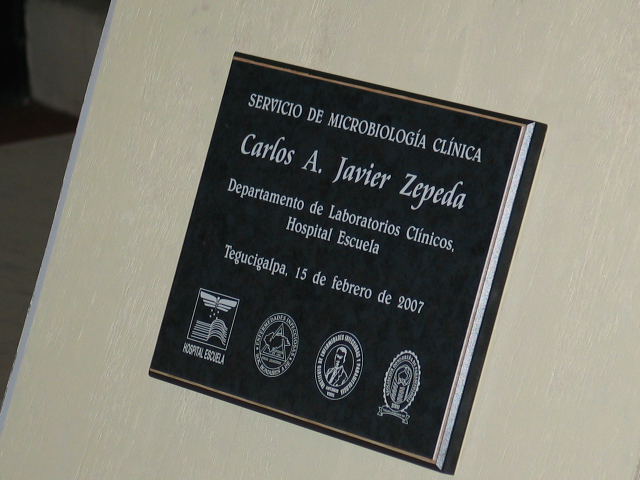 SERVICIO DE MICROBIOLOGÍA CLÍNICA
Carlos A. Javier Zepeda
Departamento de Laboratorios Clínicos,
Hospital Escuela
Tegucigalpa, 15 de febrero de 2007
HOSPITAL ESCUELA